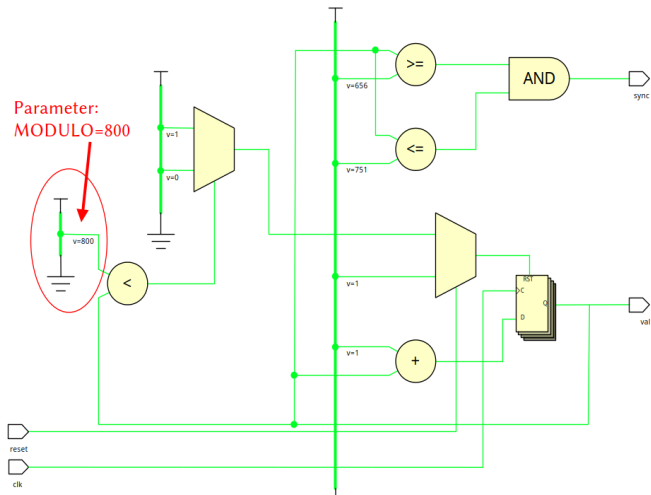 >=
AND
sync
v=656
Parameter:
MODULO=800
v=1
<=
v=751
v=0
v=800
<
RST
C
Q
v=1
D
val
v=1
+
reset
clk